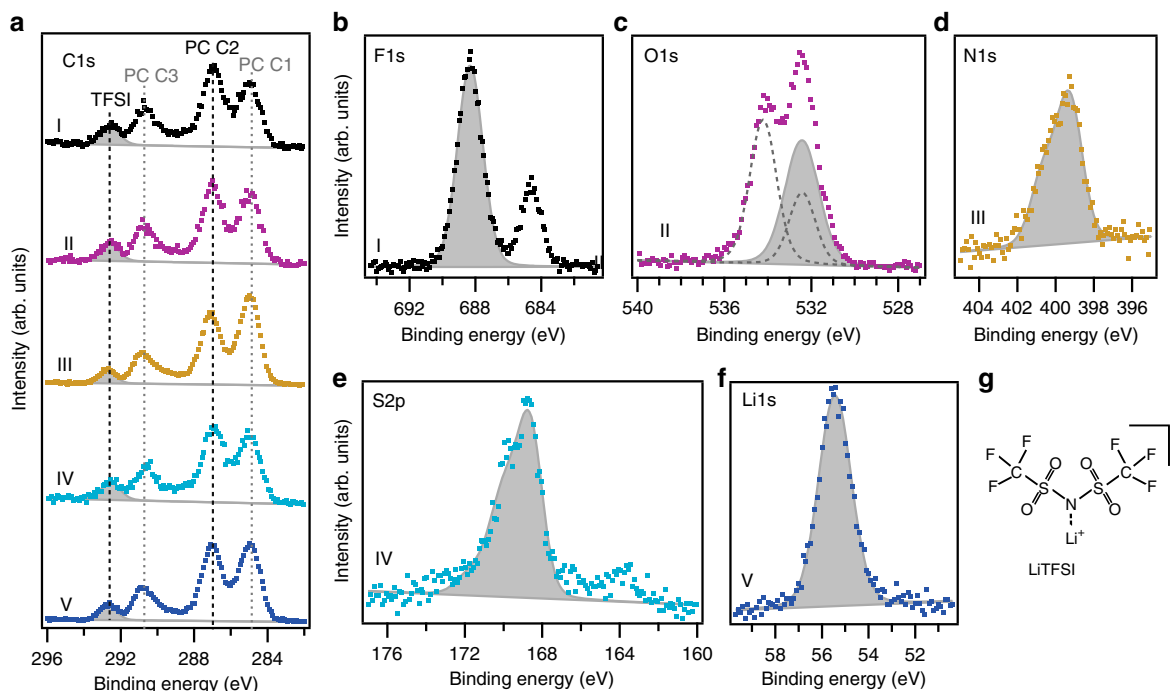 a
C1s
PC C2
PC C3
PC C1
TFSI
I
II
III
IV
V
Intensity (arb. units)
296 292 288 284
Binding energy (eV)
b
F1s
I
Intensity (arb. units)
692 688 684
Binding energy (eV)
c
O1s
II
540 536 532 528
Binding energy (eV)
d
N1s
III
404 402 400 398 396
Binding energy (eV)
e
S2p
IV
Intensity (arb. units)
176 172 168 164 160
Binding energy (eV)
f
Li1s
V
58 56 54 52
Binding energy (eV)
g
F F O O F F
F C S N S C F
O O
Li+
LiTFSI